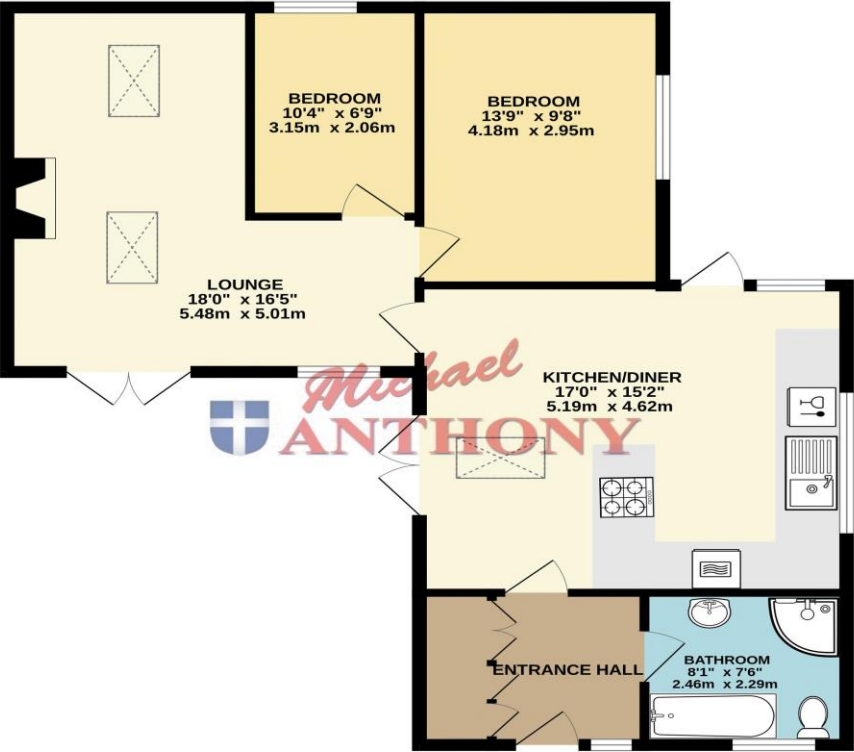 BEDROOM
10'4" x 6'9"
3.15m x 2.06m
BEDROOM
13'9" x 9'8"
4.18m x 2.95m
LOUNGE
18'0" x 16'5"
5.48m x 5.01m
KITCHEN/DINER
17'0" x 15'2"
5.19m x 4.62m
Michael
ANTHONY
ENTRANCE HALL
BATHROOM
8'1" x 7'6"
2.46m x 2.29m